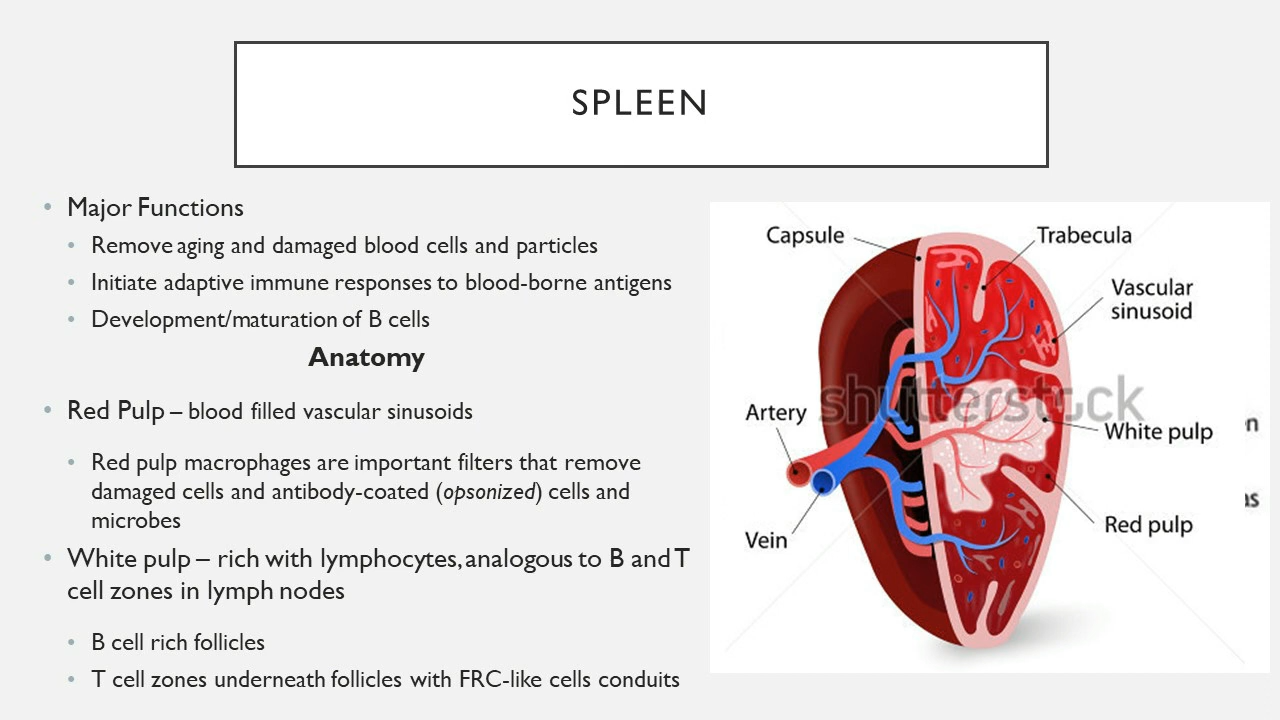 SPLEEN
Major Functions
Remove aging and damaged blood cells and particles
Initiate adaptive immune responses to blood-borne antigens
Development/maturation of B cells
Anatomy
Red Pulp – blood filled vascular sinusoids
Red pulp macrophages are important filters that remove
damaged cells and antibody-coated (opsonized) cells and
microbes
White pulp – rich with lymphocytes, analogous to B and T
cell zones in lymph nodes
B cell rich follicles
T cell zones underneath follicles with FRC-like cells conduits
Capsule
Trabecula
Vascular
sinusoid
shutterstock
Artery
White pulp
Red pulp
Vein